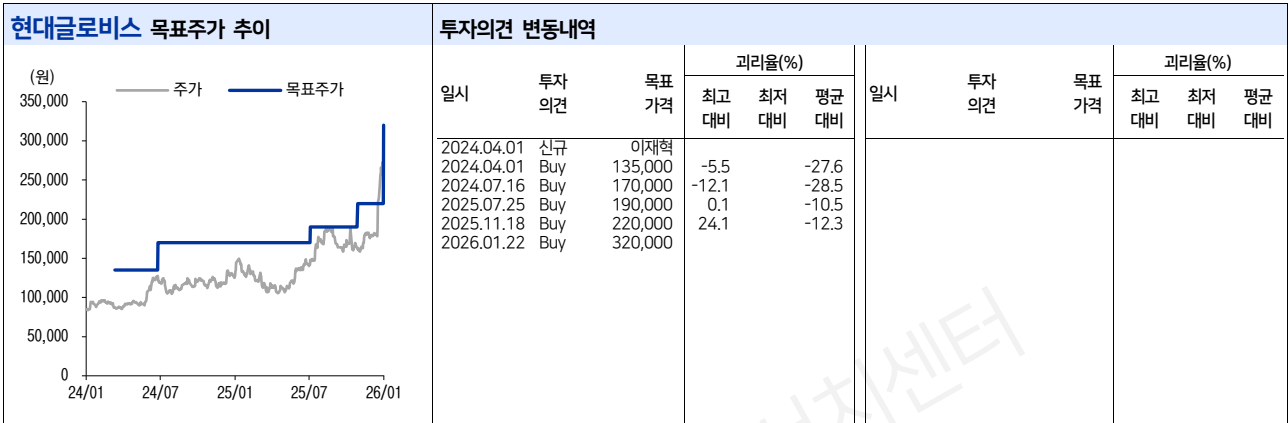 현대글로비스 목표주가 추이
(원)
주가 목표주가
350,000
300,000
250,000
200,000
150,000
100,000
50,000
0
24/01 24/07 25/01 25/07 26/01
투자의견 변동내역
일시 투자의견 목표가격 괴리율(%)
최고대비 최저대비 평균대비
2024.04.01 신규 이재혁
2024.04.01 Buy 135,000 -5.5 -27.6
2024.07.16 Buy 170,000 -12.1 -28.5
2025.07.25 Buy 190,000 0.1 -10.5
2025.11.18 Buy 220,000 24.1 -12.3
2026.01.22 Buy 320,000
일시 투자의견 목표가격 괴리율(%)
최고대비 최저대비 평균대비
센터